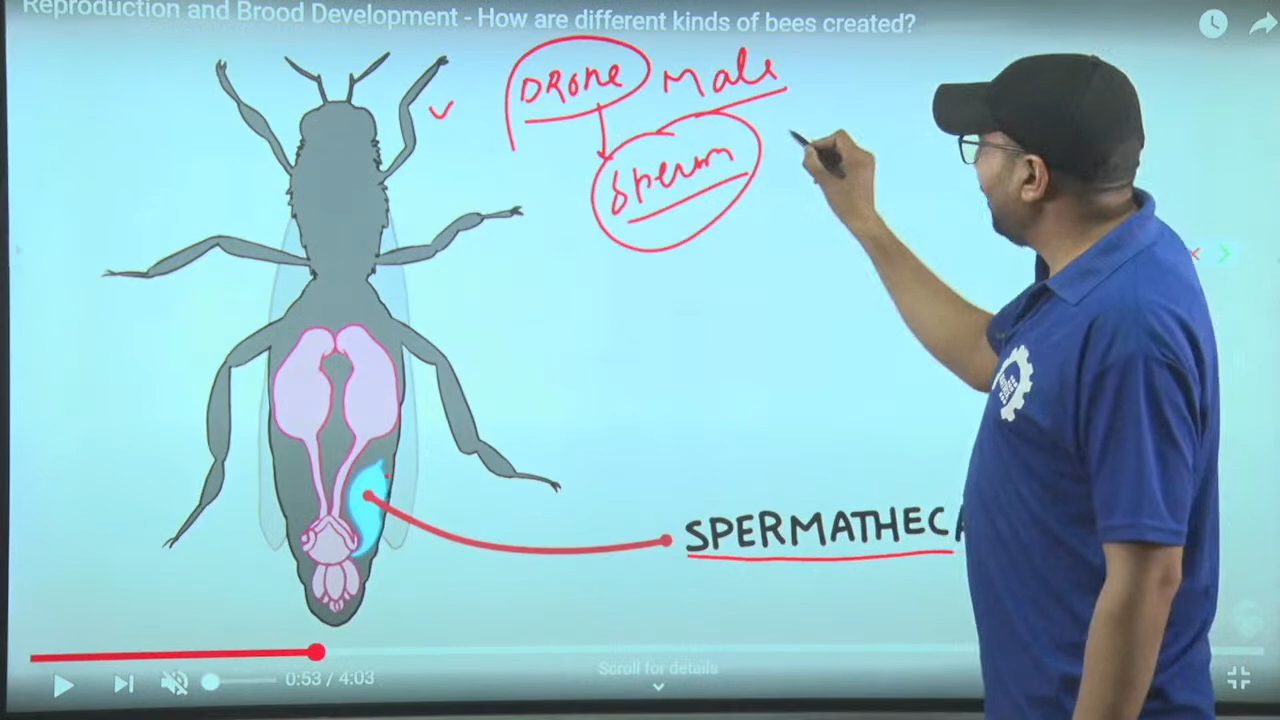 Reproduction and Brood Development - How are different kinds of bees created?
DRONE Male
Sperm
SPERMATHECA
Scroll for details
0:53 / 4:03